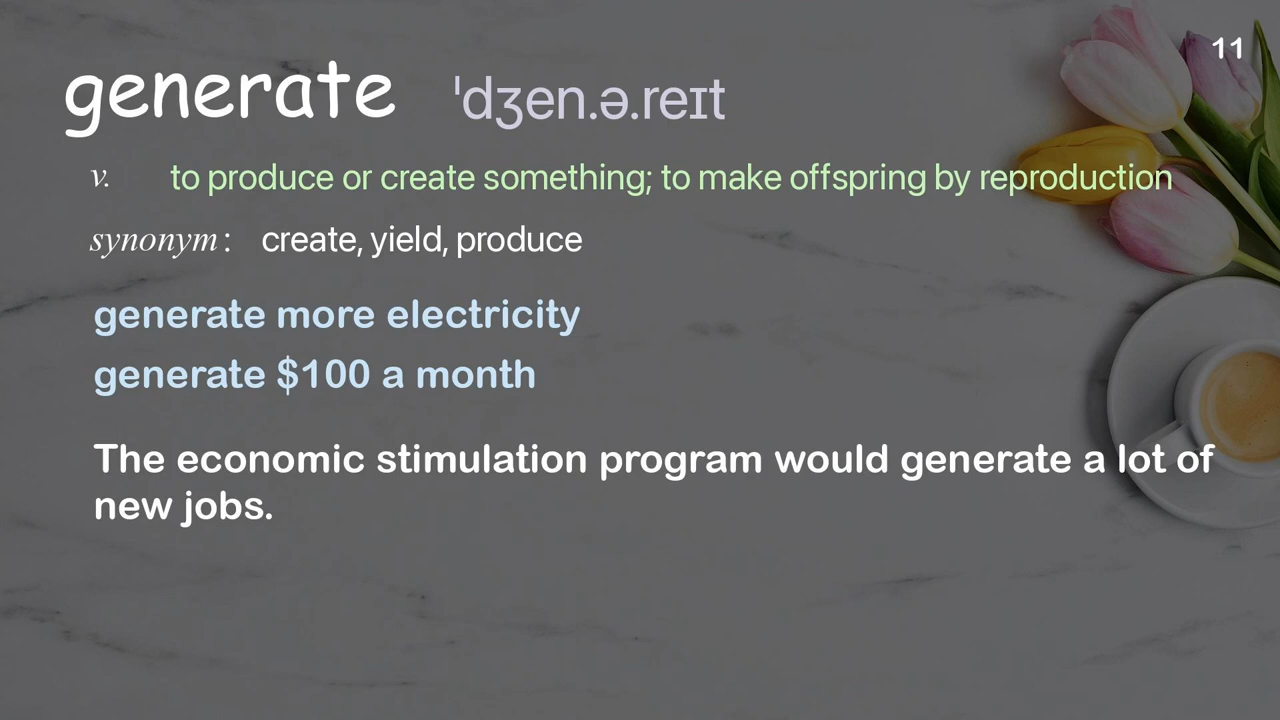 11
generate ˈdʒen.ə.reɪt
v. to produce or create something; to make offspring by reproduction
synonym: create, yield, produce
generate more electricity
generate $100 a month
The economic stimulation program would generate a lot of
new jobs.